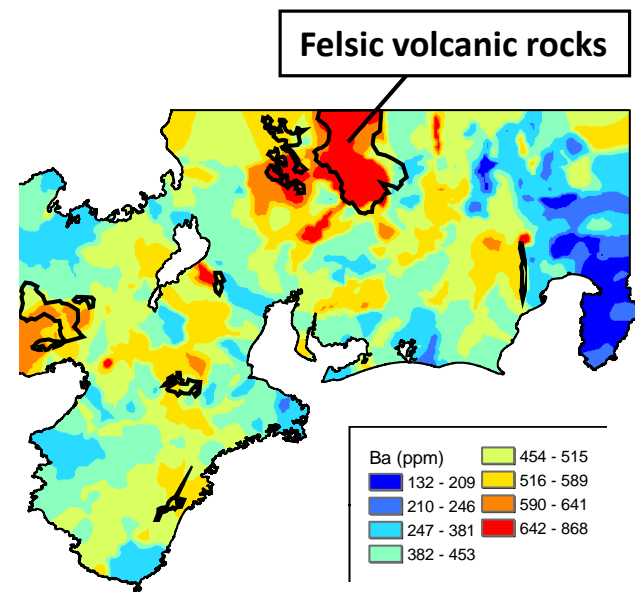 Felsic volcanic rocks
Ba (ppm)
132 - 209
210 - 246
247 - 381
382 - 453
454 - 515
516 - 589
590 - 641
642 - 868